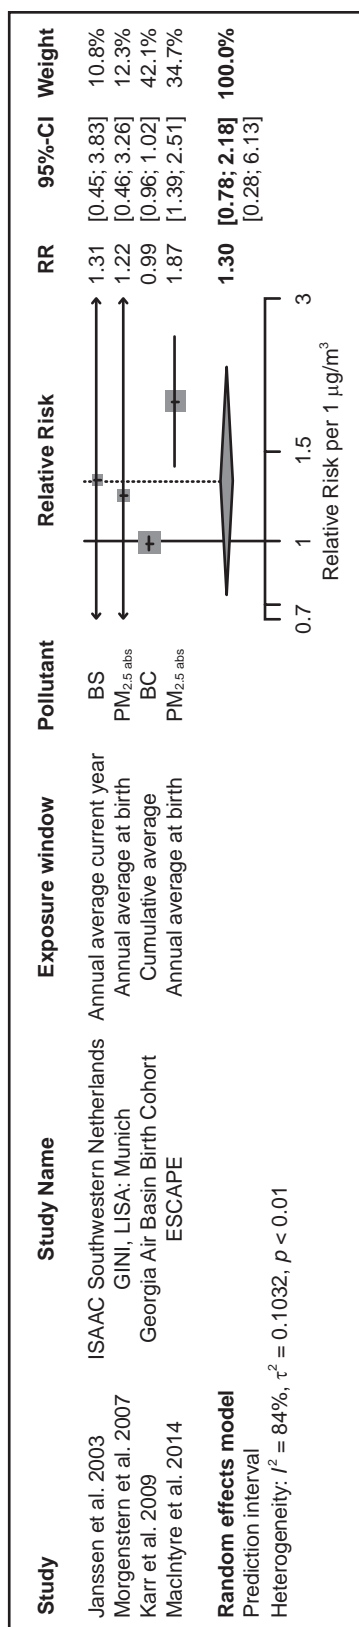 Study Study Name Exposure window Pollutant Relative Risk RR 95%-CI Weight
Janssen et al. 2003 ISAAC Southwestern Netherlands Annual average current year BS 1.31 [0.45; 3.83] 10.8%
Morgenstern et al. 2007 GINI, LISA: Munich Annual average at birth PM2.5 abs 1.22 [0.46; 3.26] 12.3%
Karr et al. 2009 Georgia Air Basin Birth Cohort Cumulative average BC 0.99 [0.96; 1.02] 42.1%
MacIntyre et al. 2014 ESCAPE Annual average at birth PM2.5 abs 1.87 [1.39; 2.51] 34.7%
Random effects model 1.30 [0.78; 2.18] 100.0%
Prediction interval [0.28; 6.13]
Heterogeneity: I² = 84%, τ² = 0.1032, p < 0.01
0.7 1 1.5 3
Relative Risk per 1 μg/m³